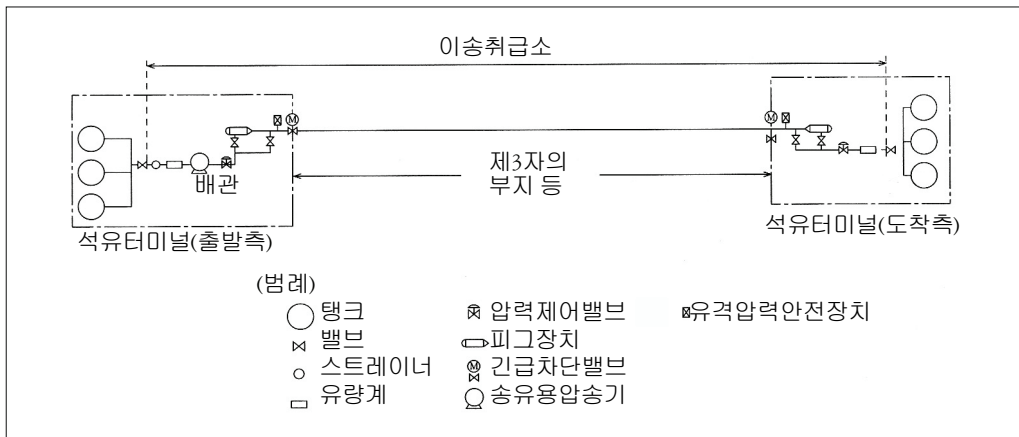 이송취급소
배관
제3자의
부지 등
석유터미널(출발측)
석유터미널(도착측)
(범례)
탱크
압력제어밸브
유격압력안전장치
밸브
피그장치
스트레이너
M
긴급차단밸브
유량계
송유용압송기
M
M